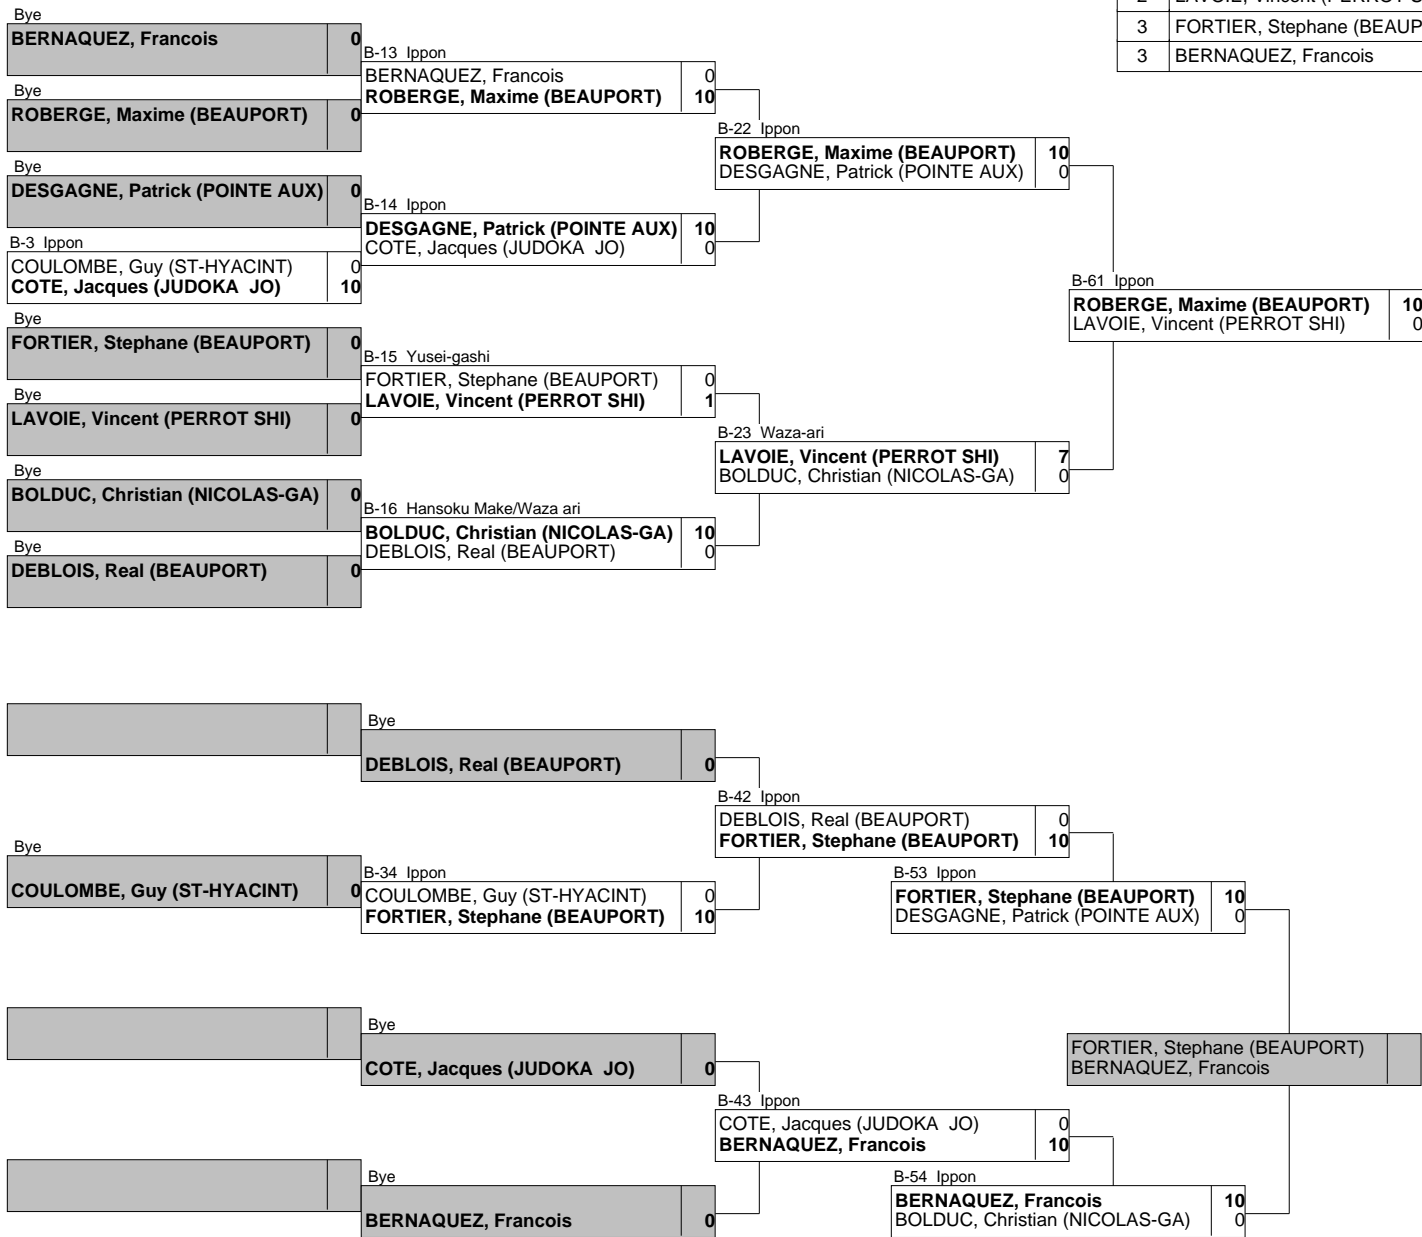 2 LAVOIE, Vincent (PERROT S
3 FORTIER, Stephane (BEAUP
3 BERNAQUEZ, Francois
Bye
BERNAQUEZ, Francois 0
Bye
ROBERGE, Maxime (BEAUPORT) 0
Bye
DESGAGNE, Patrick (POINTE AUX) 0
B-3 Ippon
COULOMBE, Guy (ST-HYACINT) 0
COTE, Jacques (JUDOKA JO) 10
Bye
FORTIER, Stephane (BEAUPORT) 0
Bye
LAVOIE, Vincent (PERROT SHI) 0
Bye
BOLDUC, Christian (NICOLAS-GA) 0
Bye
DEBLOIS, Real (BEAUPORT) 0
B-13 Ippon
BERNAQUEZ, Francois 0
ROBERGE, Maxime (BEAUPORT) 10
B-14 Ippon
DESGAGNE, Patrick (POINTE AUX) 10
COTE, Jacques (JUDOKA JO) 0
B-15 Yusei-gashi
FORTIER, Stephane (BEAUPORT) 0
LAVOIE, Vincent (PERROT SHI) 1
B-16 Hansoku Make/Waza ari
BOLDUC, Christian (NICOLAS-GA) 10
DEBLOIS, Real (BEAUPORT) 0
B-22 Ippon
ROBERGE, Maxime (BEAUPORT) 10
DESGAGNE, Patrick (POINTE AUX) 0
B-23 Waza-ari
LAVOIE, Vincent (PERROT SHI) 7
BOLDUC, Christian (NICOLAS-GA) 0
B-61 Ippon
ROBERGE, Maxime (BEAUPORT) 10
LAVOIE, Vincent (PERROT SHI) 0
Bye
DEBLOIS, Real (BEAUPORT) 0
Bye
COULOMBE, Guy (ST-HYACINT) 0
B-34 Ippon
COULOMBE, Guy (ST-HYACINT) 0
FORTIER, Stephane (BEAUPORT) 10
B-42 Ippon
DEBLOIS, Real (BEAUPORT) 0
FORTIER, Stephane (BEAUPORT) 10
B-53 Ippon
FORTIER, Stephane (BEAUPORT) 10
DESGAGNE, Patrick (POINTE AUX) 0
Bye
COTE, Jacques (JUDOKA JO) 0
Bye
BERNAQUEZ, Francois 0
B-43 Ippon
COTE, Jacques (JUDOKA JO) 0
BERNAQUEZ, Francois 10
B-54 Ippon
BERNAQUEZ, Francois 10
BOLDUC, Christian (NICOLAS-GA) 0
FORTIER, Stephane (BEAUPORT)
BERNAQUEZ, Francois